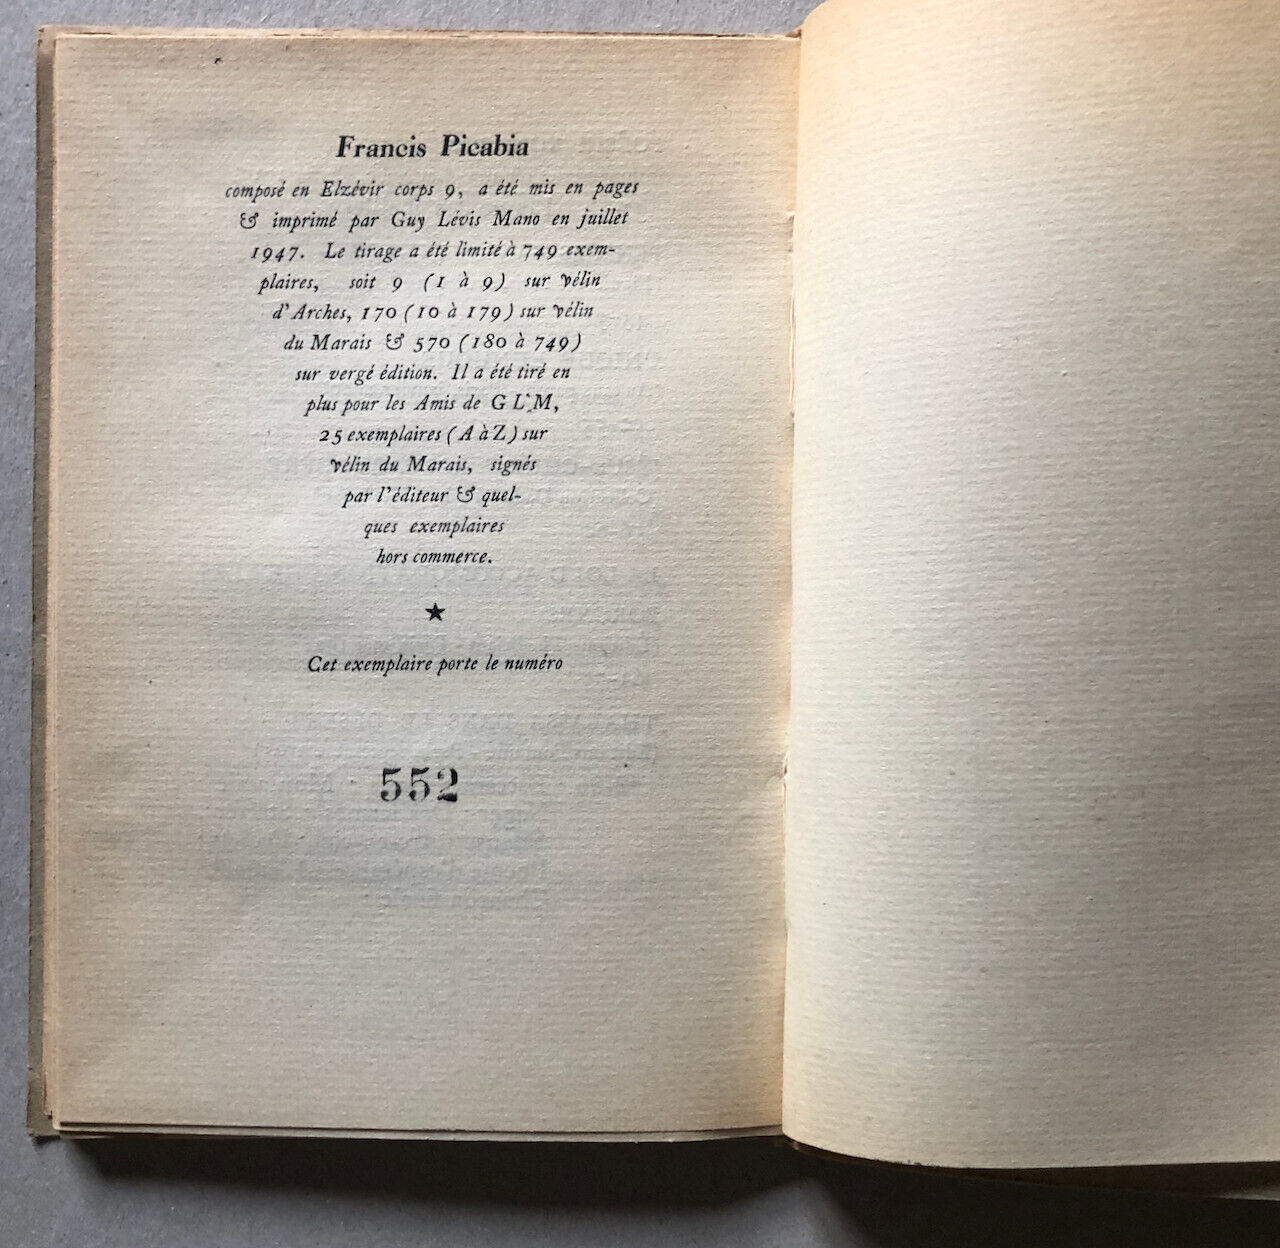 Francis Picabia
composé en Elzévir corps 9, a été mis en pages
& imprimé par Guy Lévis Mano en juillet
1947. Le tirage a été limité à 749 exem-
plaires, soit 9 (1 à 9) sur vélin
d'Arches, 170 (10 à 179) sur vélin
du Marais & 570 (180 à 749)
sur vergé édition. Il a été tiré en
plus pour les Amis de GLM,
25 exemplaires (A à Z) sur
vélin du Marais, signés
par l'éditeur & quel-
ques exemplaires
hors commerce.
★
Cet exemplaire porte le numéro
552